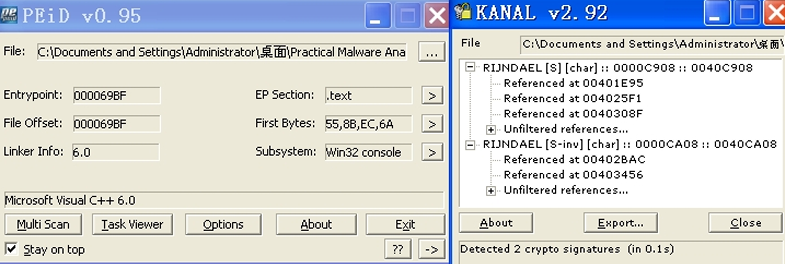 PEiD v0.95
File: C:\Documents and Settings\Administrator\桌面\Practical Malware Ana ...
Entrypoint: 000069BF EP Section: .text >
File Offset: 000069BF First Bytes: 55,8B,EC,6A >
Linker Info: 6.0 Subsystem: Win32 console >
Microsoft Visual C++ 6.0
Multi Scan Task Viewer Options About Exit
Stay on top ?? ->
KANAL v2.92
File C:\Documents and Settings\Administrator\桌面\
RIJNDAEL [S] [char] :: 0000C908 :: 0040C908
Referenced at 00401E95
Referenced at 004025F1
Referenced at 0040308F
Unfiltered references...
RIJNDAEL [S-inv] [char] :: 0000CA08 :: 0040CA08
Referenced at 00402BAC
Referenced at 00403456
Unfiltered references...
About Export... Close
Detected 2 crypto signatures (in 0.1s)